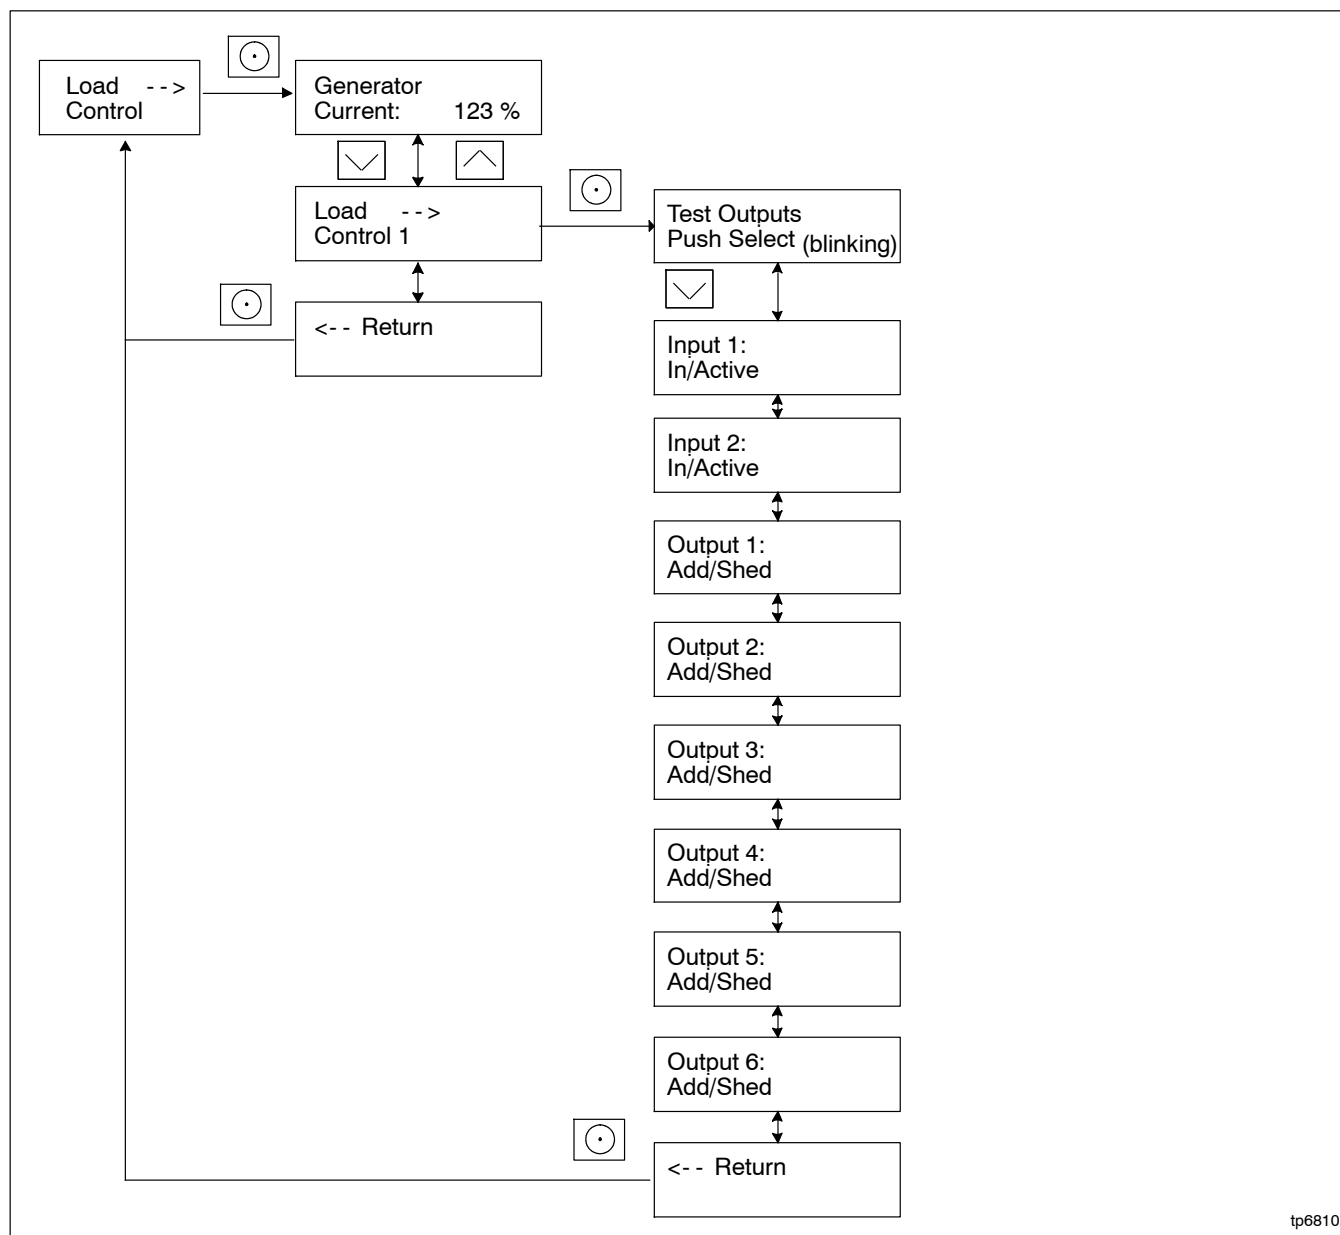 Load - ->
Control
Generator
Current: 123 %
Load - ->
Control 1
<- - Return
Test Outputs
Push Select (blinking)
Input 1:
In/Active
Input 2:
In/Active
Output 1:
Add/Shed
Output 2:
Add/Shed
Output 3:
Add/Shed
Output 4:
Add/Shed
Output 5:
Add/Shed
Output 6:
Add/Shed
<- - Return
tp6810